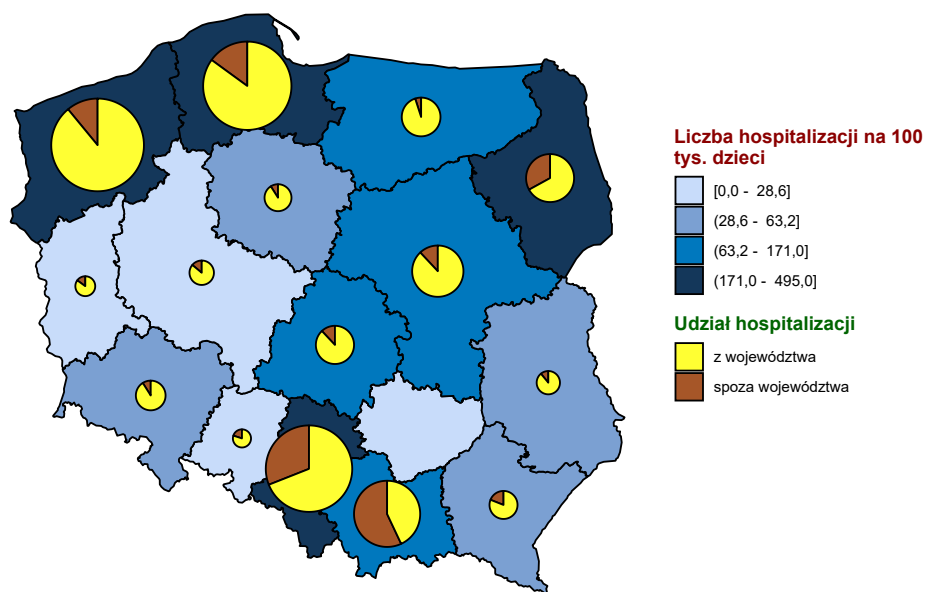 Liczba hospitalizacji na 100
tys. dzieci
[0,0 -  28,6]
(28,6 -  63,2]
(63,2 -  171,0]
(171,0 -  495,0]
Udział hospitalizacji
z województwa
spoza województwa